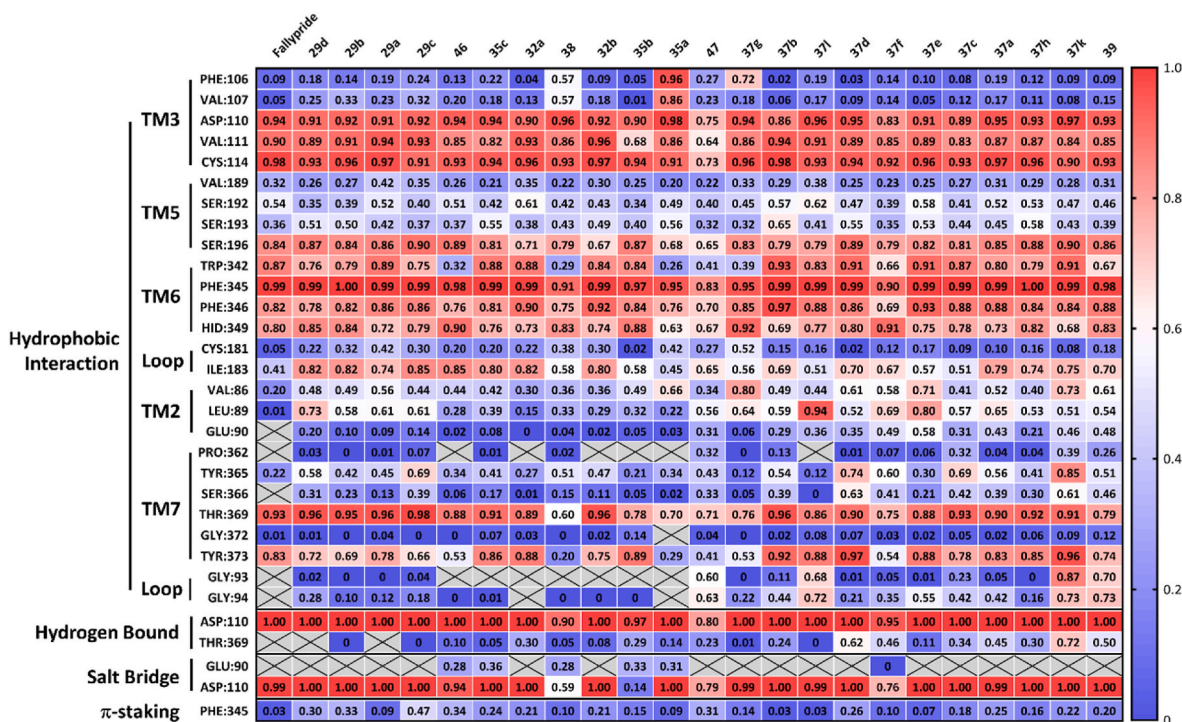 Fallypride 29d 29b 29a 29c 46 35c 32a 38 32b 35b 35a 47 37g 37b 37l 37d 37f 37e 37c 37a 37h 37k 39
PHE:106 0.09 0.18 0.14 0.19 0.24 0.13 0.22 0.04 0.57 0.09 0.05 0.96 0.27 0.72 0.02 0.19 0.03 0.14 0.10 0.08 0.19 0.12 0.09 0.09
VAL:107 0.05 0.25 0.33 0.23 0.32 0.20 0.18 0.13 0.57 0.18 0.01 0.86 0.23 0.18 0.06 0.17 0.09 0.14 0.05 0.12 0.17 0.11 0.08 0.15
TM3 ASP:110 0.94 0.91 0.92 0.91 0.92 0.94 0.94 0.90 0.96 0.92 0.90 0.98 0.75 0.94 0.86 0.96 0.95 0.83 0.91 0.89 0.95 0.93 0.97 0.93
VAL:111 0.90 0.89 0.91 0.94 0.93 0.85 0.82 0.93 0.86 0.96 0.68 0.86 0.64 0.86 0.94 0.91 0.89 0.85 0.89 0.83 0.87 0.87 0.84 0.85
CYS:114 0.98 0.93 0.96 0.97 0.91 0.93 0.94 0.96 0.93 0.97 0.94 0.91 0.73 0.96 0.98 0.93 0.94 0.92 0.96 0.93 0.97 0.96 0.90 0.93
VAL:189 0.32 0.26 0.27 0.42 0.35 0.26 0.21 0.35 0.22 0.30 0.25 0.20 0.22 0.33 0.29 0.38 0.25 0.23 0.25 0.27 0.31 0.29 0.28 0.31
TM5 SER:192 0.54 0.35 0.39 0.52 0.40 0.51 0.42 0.61 0.42 0.43 0.34 0.49 0.40 0.45 0.57 0.62 0.47 0.39 0.58 0.41 0.52 0.53 0.47 0.46
SER:193 0.36 0.51 0.50 0.42 0.37 0.37 0.55 0.38 0.43 0.49 0.40 0.56 0.32 0.32 0.65 0.41 0.55 0.35 0.53 0.44 0.45 0.58 0.43 0.39
SER:196 0.84 0.87 0.84 0.86 0.90 0.89 0.81 0.71 0.79 0.67 0.87 0.68 0.65 0.83 0.79 0.79 0.89 0.79 0.82 0.81 0.85 0.88 0.90 0.86
TRP:342 0.87 0.76 0.79 0.89 0.75 0.32 0.88 0.88 0.29 0.84 0.84 0.26 0.41 0.39 0.93 0.83 0.91 0.66 0.91 0.87 0.80 0.79 0.91 0.67
TM6 PHE:345 0.99 0.99 1.00 0.99 0.99 0.98 0.99 0.99 0.91 0.99 0.97 0.95 0.83 0.95 0.99 0.99 0.99 0.90 0.99 0.99 0.99 1.00 0.99 0.98
PHE:346 0.82 0.78 0.82 0.86 0.86 0.76 0.81 0.90 0.75 0.92 0.84 0.76 0.70 0.85 0.97 0.88 0.86 0.69 0.93 0.88 0.88 0.84 0.84 0.88
HID:349 0.80 0.85 0.84 0.72 0.79 0.90 0.76 0.73 0.83 0.74 0.88 0.63 0.67 0.92 0.69 0.77 0.80 0.91 0.75 0.78 0.73 0.82 0.68 0.83
Hydrophobic
Interaction
Loop CYS:181 0.05 0.22 0.32 0.42 0.30 0.20 0.20 0.22 0.38 0.30 0.02 0.42 0.27 0.52 0.15 0.16 0.02 0.12 0.17 0.09 0.10 0.16 0.08 0.18
ILE:183 0.41 0.82 0.82 0.74 0.85 0.85 0.80 0.82 0.58 0.80 0.58 0.45 0.65 0.56 0.69 0.51 0.70 0.67 0.57 0.51 0.79 0.74 0.75 0.70
VAL:86 0.20 0.48 0.49 0.56 0.44 0.44 0.42 0.30 0.36 0.36 0.49 0.66 0.34 0.80 0.49 0.44 0.61 0.58 0.71 0.41 0.52 0.40 0.73 0.61
TM2 LEU:89 0.01 0.73 0.58 0.61 0.61 0.28 0.39 0.15 0.33 0.29 0.32 0.22 0.56 0.64 0.59 0.94 0.52 0.69 0.80 0.57 0.65 0.53 0.51 0.54
GLU:90 0.20 0.10 0.09 0.14 0.02 0.08 0 0.04 0.02 0.05 0.03 0.31 0.06 0.29 0.36 0.35 0.49 0.58 0.31 0.43 0.21 0.46 0.48
PRO:362 0.03 0 0.01 0.07 0.01 0.02 0.32 0 0.13 0.01 0.07 0.06 0.32 0.04 0.04 0.39 0.26
TYR:365 0.22 0.58 0.42 0.45 0.69 0.34 0.41 0.27 0.51 0.47 0.21 0.34 0.43 0.12 0.54 0.12 0.74 0.60 0.30 0.69 0.56 0.41 0.85 0.51
TM7 SER:366 0.31 0.23 0.13 0.39 0.06 0.17 0.01 0.15 0.11 0.05 0.02 0.33 0.05 0.39 0 0.63 0.41 0.21 0.42 0.39 0.30 0.61 0.46
THR:369 0.93 0.96 0.95 0.96 0.98 0.88 0.91 0.89 0.60 0.96 0.78 0.70 0.71 0.76 0.96 0.86 0.90 0.75 0.88 0.93 0.90 0.92 0.91 0.79
GLY:372 0.01 0.01 0 0.04 0 0 0.02 0.03 0 0.02 0.14 0.04 0 0.02 0.08 0.07 0.03 0.02 0.05 0.02 0.06 0.09 0.12
TYR:373 0.83 0.72 0.69 0.78 0.66 0.53 0.86 0.88 0.20 0.75 0.89 0.29 0.41 0.53 0.92 0.88 0.97 0.54 0.88 0.78 0.83 0.85 0.96 0.74
GLY:93 0.02 0 0 0.04 0.60 0 0.11 0.68 0.01 0.05 0.01 0.23 0.05 0 0.87 0.70
Loop GLY:94 0.28 0.10 0.12 0.18 0 0.01 0 0 0 0.63 0.22 0.44 0.72 0.21 0.35 0.55 0.42 0.42 0.16 0.73 0.73
Hydrogen Bound ASP:110 1.00 1.00 1.00 1.00 1.00 1.00 1.00 1.00 0.90 1.00 0.97 1.00 0.80 1.00 1.00 1.00 1.00 0.95 1.00 1.00 1.00 1.00 1.00 1.00
THR:369 0 0 0.10 0.05 0.30 0.05 0.08 0.29 0.14 0.23 0.01 0.24 0 0.62 0.46 0.11 0.34 0.45 0.30 0.72 0.50
Salt Bridge GLU:90 0.28 0.36 0.28 0.33 0.31 0
ASP:110 0.99 1.00 1.00 1.00 1.00 0.94 1.00 1.00 0.59 1.00 0.14 1.00 0.79 0.99 1.00 0.99 1.00 0.76 1.00 1.00 0.99 1.00 1.00 1.00
π-staking PHE:345 0.03 0.30 0.33 0.09 0.47 0.34 0.24 0.21 0.10 0.21 0.15 0.09 0.31 0.14 0.03 0.03 0.26 0.10 0.07 0.18 0.25 0.16 0.22 0.20
1.0
0.8
0.6
0.4
0.2
0